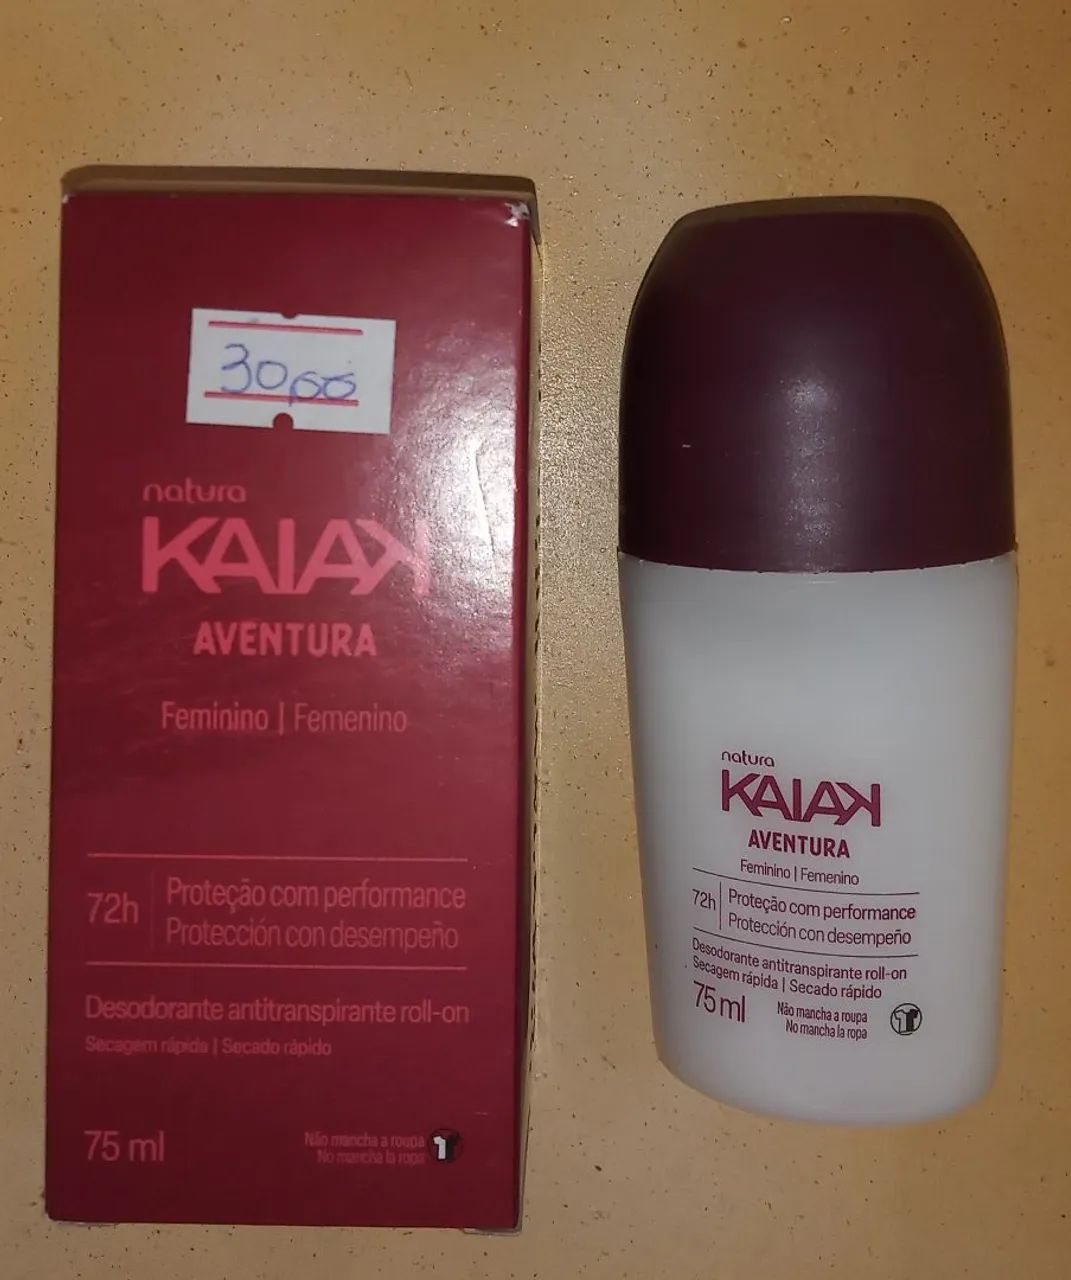 30,00
natura
KAIAK
AVENTURA
Feminino | Femenino
72h
Proteção com performance
Protección con desempeño
Desodorante antitranspirante roll-on
Secagem rápida | Secado rápido
75 ml
Não mancha a roupa
No mancha la ropa
natura
KAIAK
AVENTURA
Feminino | Femenino
72h
Proteção com performance
Protección con desempeño
Desodorante antitranspirante roll-on
Secagem rápida | Secado rápido
75 ml
Não mancha a roupa
No mancha la ropa